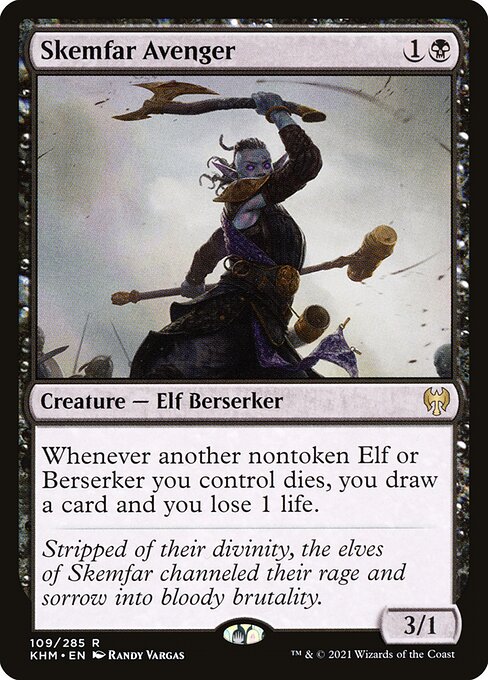 Skemfar Avenger 1
Creature — Elf Berserker
Whenever another nontoken Elf or
Berserker you control dies, you draw
a card and you lose 1 life.
Stripped of their divinity, the elves
of Skemfar channeled their rage and
sorrow into bloody brutality.
3/1
109/285 R
KHM • EN Randy Vargas ™ & © 2021 Wizards of the Coast